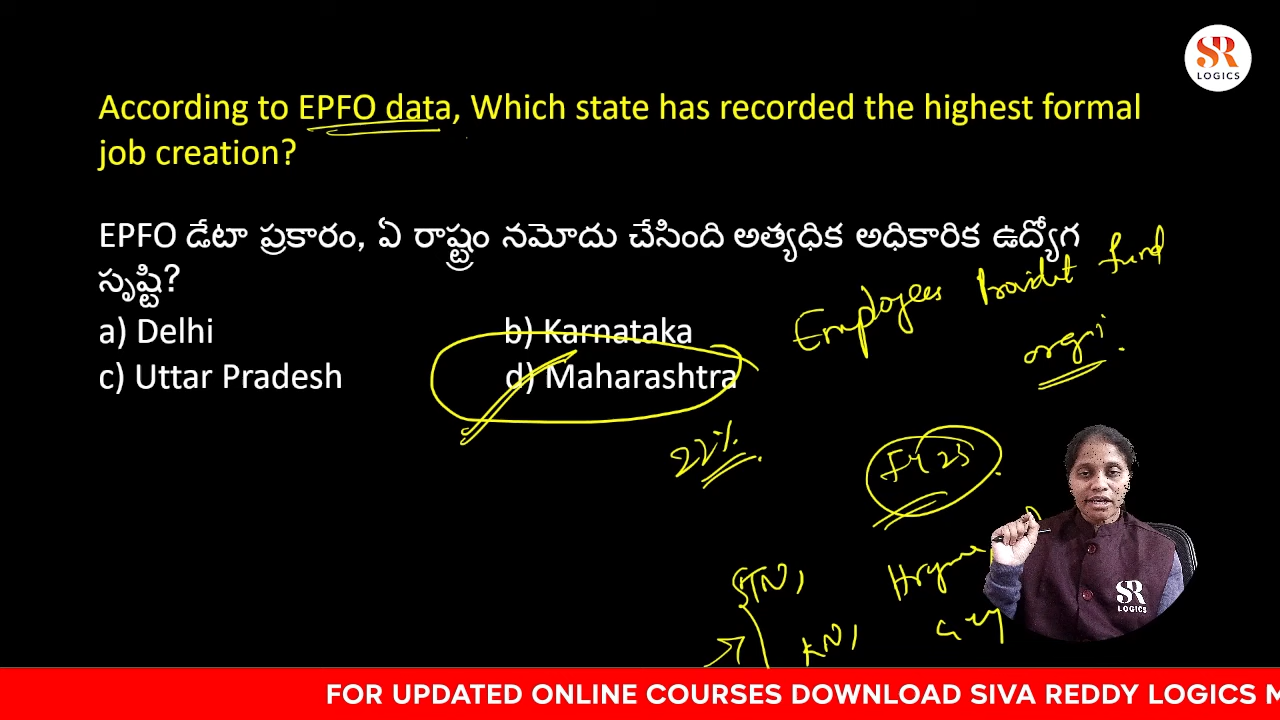 SR
LOGICS
According to EPFO data, Which state has recorded the highest formal
job creation?
EPFO డేటా ప్రకారం, ఏ రాష్ట్రం నమోదు చేసింది అత్యధిక అధికారిక ఉద్యోగ
సృష్టి?
a) Delhi b) Karnataka
c) Uttar Pradesh d) Maharashtra
Employees Provident fund
orgni
22%
FY 25
TN,
KN,
SR
LOGICS
FOR UPDATED ONLINE COURSES DOWNLOAD SIVA REDDY LOGICS M